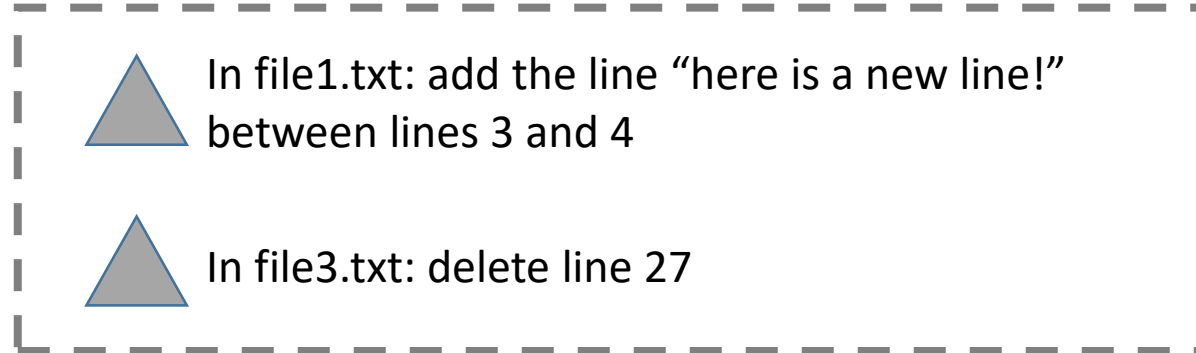 In file1.txt: add the line “here is a new line!”
between lines 3 and 4
In file3.txt: delete line 27